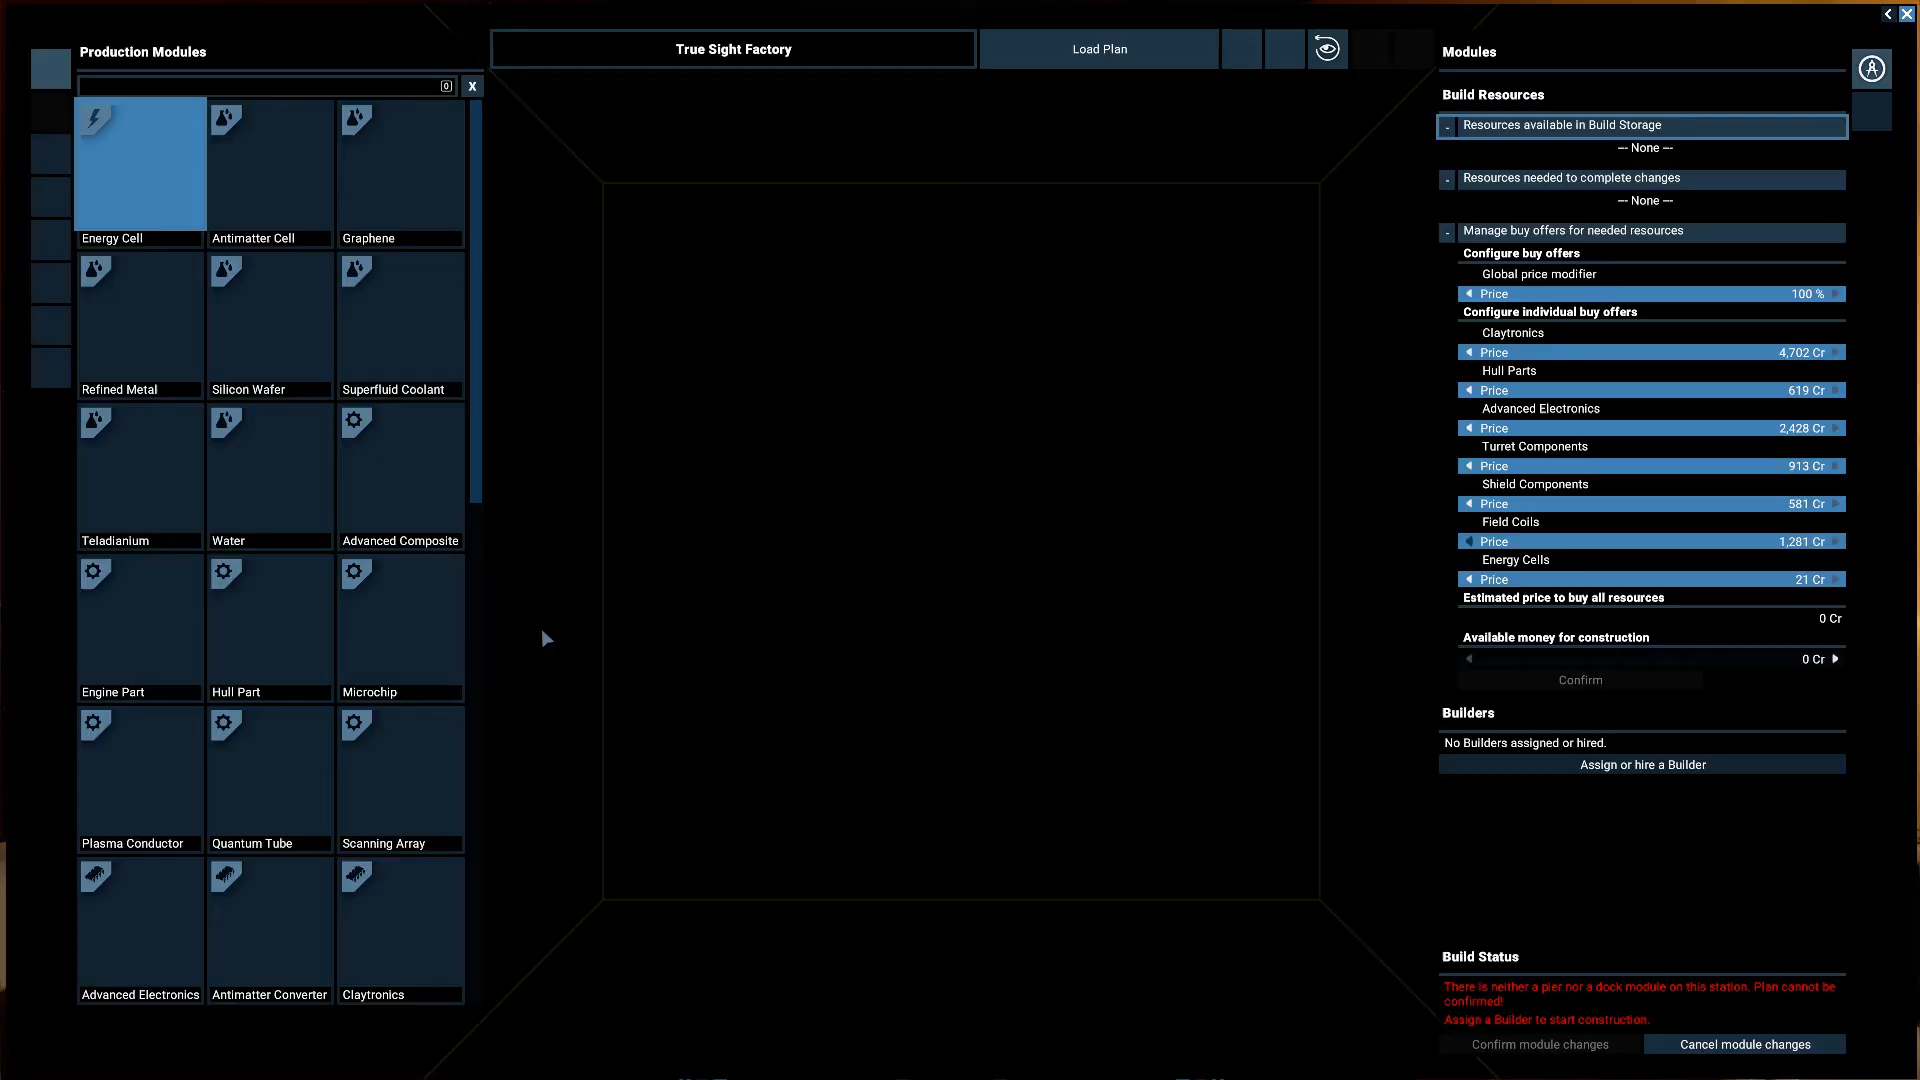 Production Modules
0
X
Energy Cell
Antimatter Cell
Graphene
Refined Metal
Silicon Wafer
Superfluid Coolant
Teladianium
Water
Advanced Composite
Engine Part
Hull Part
Microchip
Plasma Conductor
Quantum Tube
Scanning Array
Advanced Electronics
Antimatter Converter
Claytronics
True Sight Factory
Load Plan
Modules
Build Resources
- Resources available in Build Storage
--- None ---
- Resources needed to complete changes
--- None ---
- Manage buy offers for needed resources
Configure buy offers
Global price modifier
Price 100 %
Configure individual buy offers
Claytronics
Price 4,702 Cr
Hull Parts
Price 619 Cr
Advanced Electronics
Price 2,428 Cr
Turret Components
Price 913 Cr
Shield Components
Price 581 Cr
Field Coils
Price 1,281 Cr
Energy Cells
Price 21 Cr
Estimated price to buy all resources
0 Cr
Available money for construction
0 Cr
Confirm
Builders
No Builders assigned or hired.
Assign or hire a Builder
Build Status
There is neither a pier nor a dock module on this station. Plan cannot be
confirmed!
Assign a Builder to start construction.
Confirm module changes
Cancel module changes